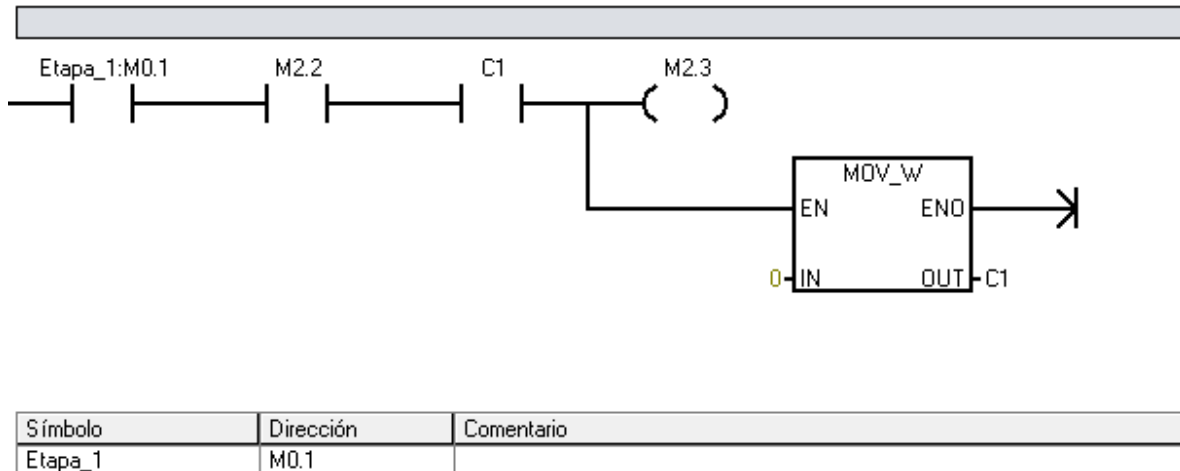 Etapa_1:M0.1 M2.2 C1 M2.3
MOV_W
EN ENO
0 IN OUT C1
Símbolo Dirección Comentario
Etapa_1 M0.1